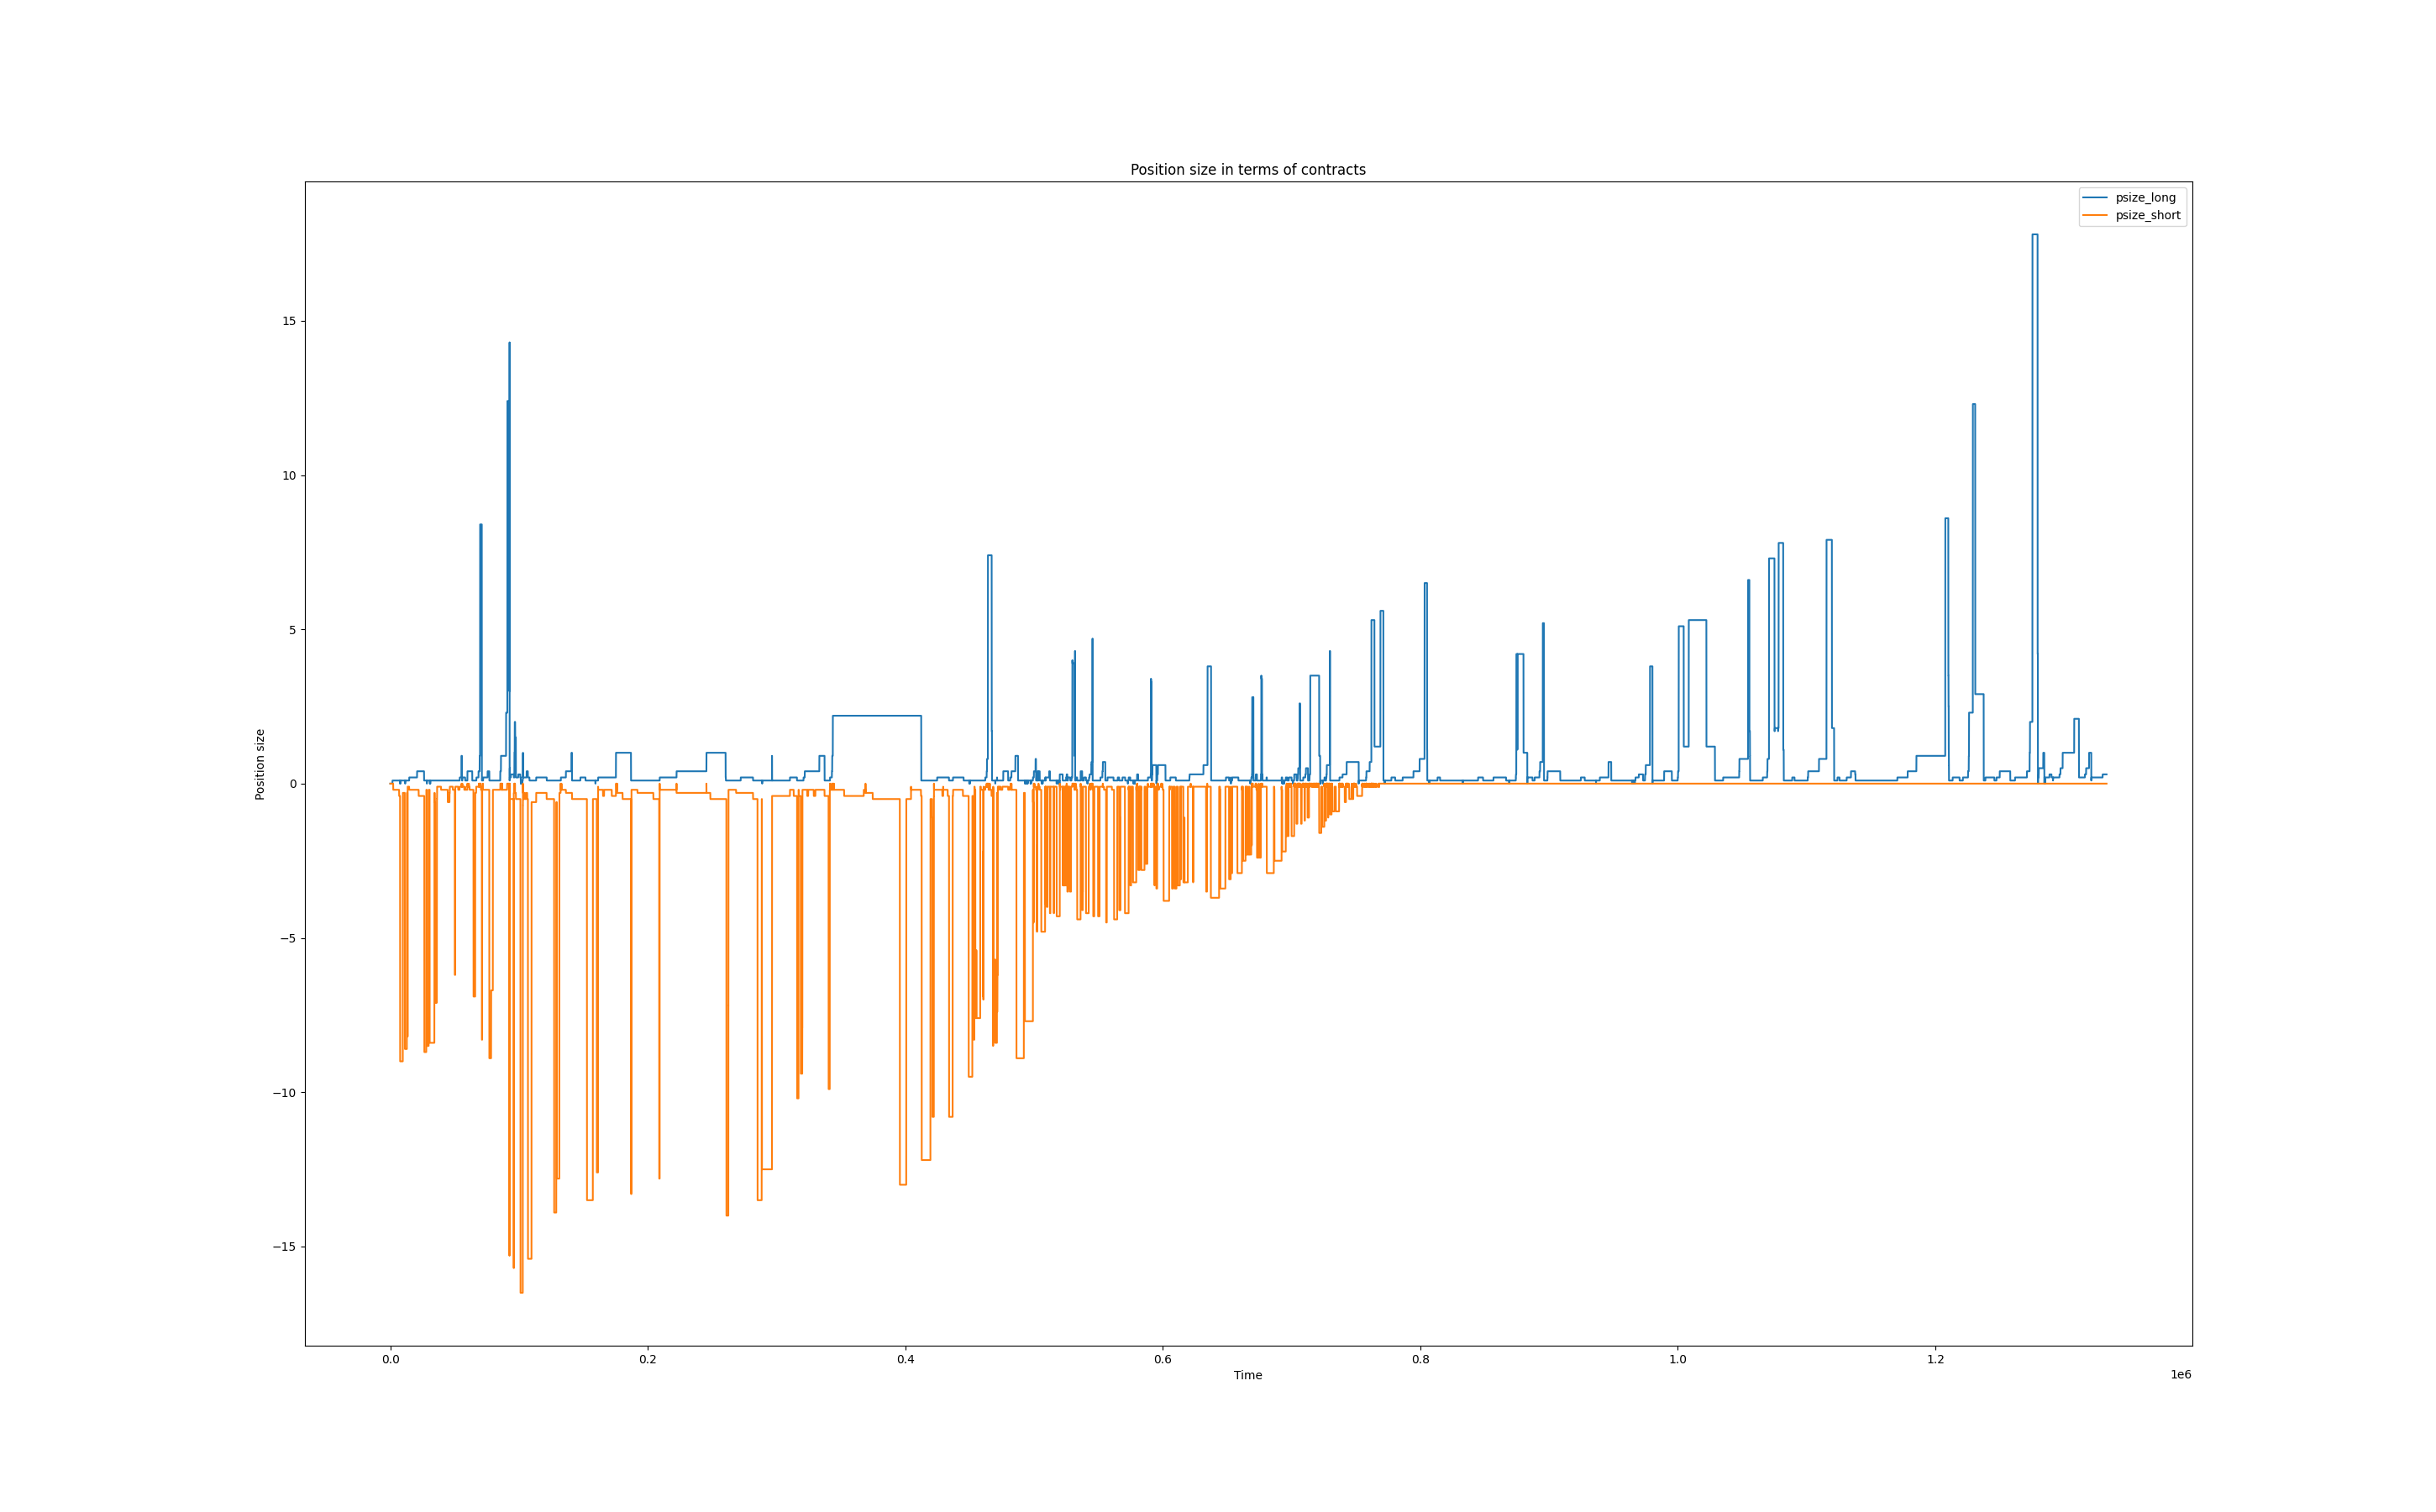 Position size in terms of contracts
psize_long
psize_short
Position size
15
10
5
0
−5
−10
−15
0.0 0.2 0.4 0.6 0.8 1.0 1.2
Time
1e6